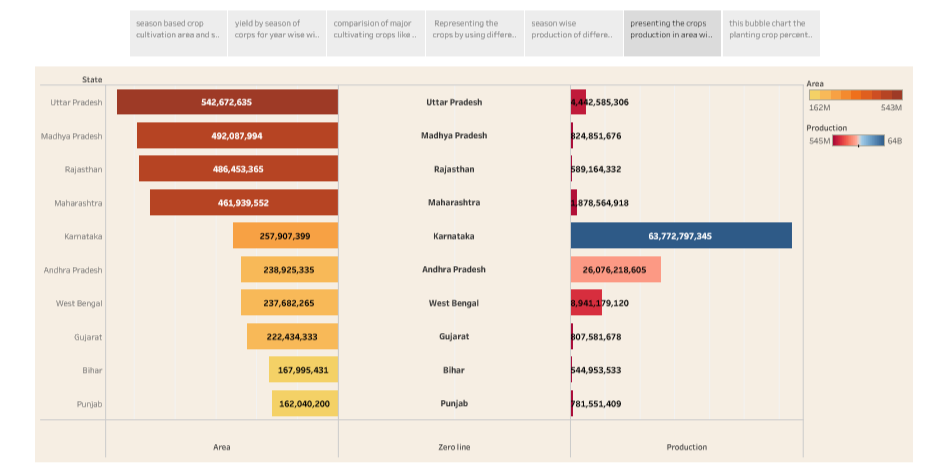 season based crop
cultivation area and s..
yield by season of
corps for year wise wi..
comparision of major
cultivating crops like ..
Representing the
crops by using differe..
season wise
production of differe..
presenting the crops
production in area wi..
this bubble chart the
planting crop percent..
State
Uttar Pradesh 542,672,635 Uttar Pradesh 4,442,585,306
Madhya Pradesh 492,087,994 Madhya Pradesh 824,851,676
Rajasthan 486,453,365 Rajasthan 589,164,332
Maharashtra 461,939,552 Maharashtra 1,878,564,918
Karnataka 257,907,399 Karnataka 63,772,797,345
Andhra Pradesh 238,925,335 Andhra Pradesh 26,076,218,605
West Bengal 237,682,265 West Bengal 8,941,179,120
Gujarat 222,434,333 Gujarat 807,581,678
Bihar 167,995,431 Bihar 544,953,533
Punjab 162,040,200 Punjab 781,551,409
Area Zero line Production
Area
162M 543M
Production
545M 64B